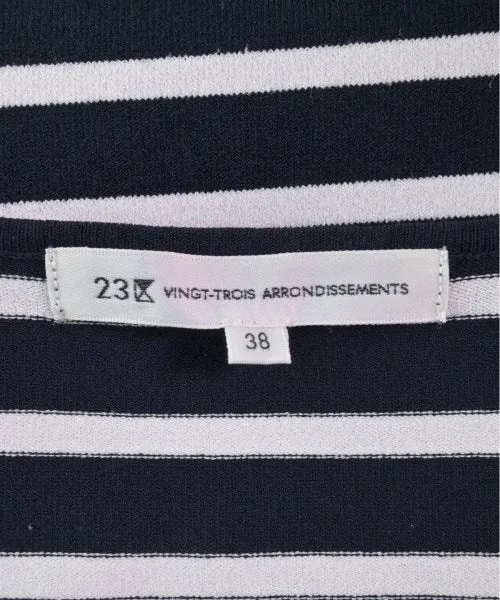 23区 VINGT-TROIS ARRONDISSEMENTS
38